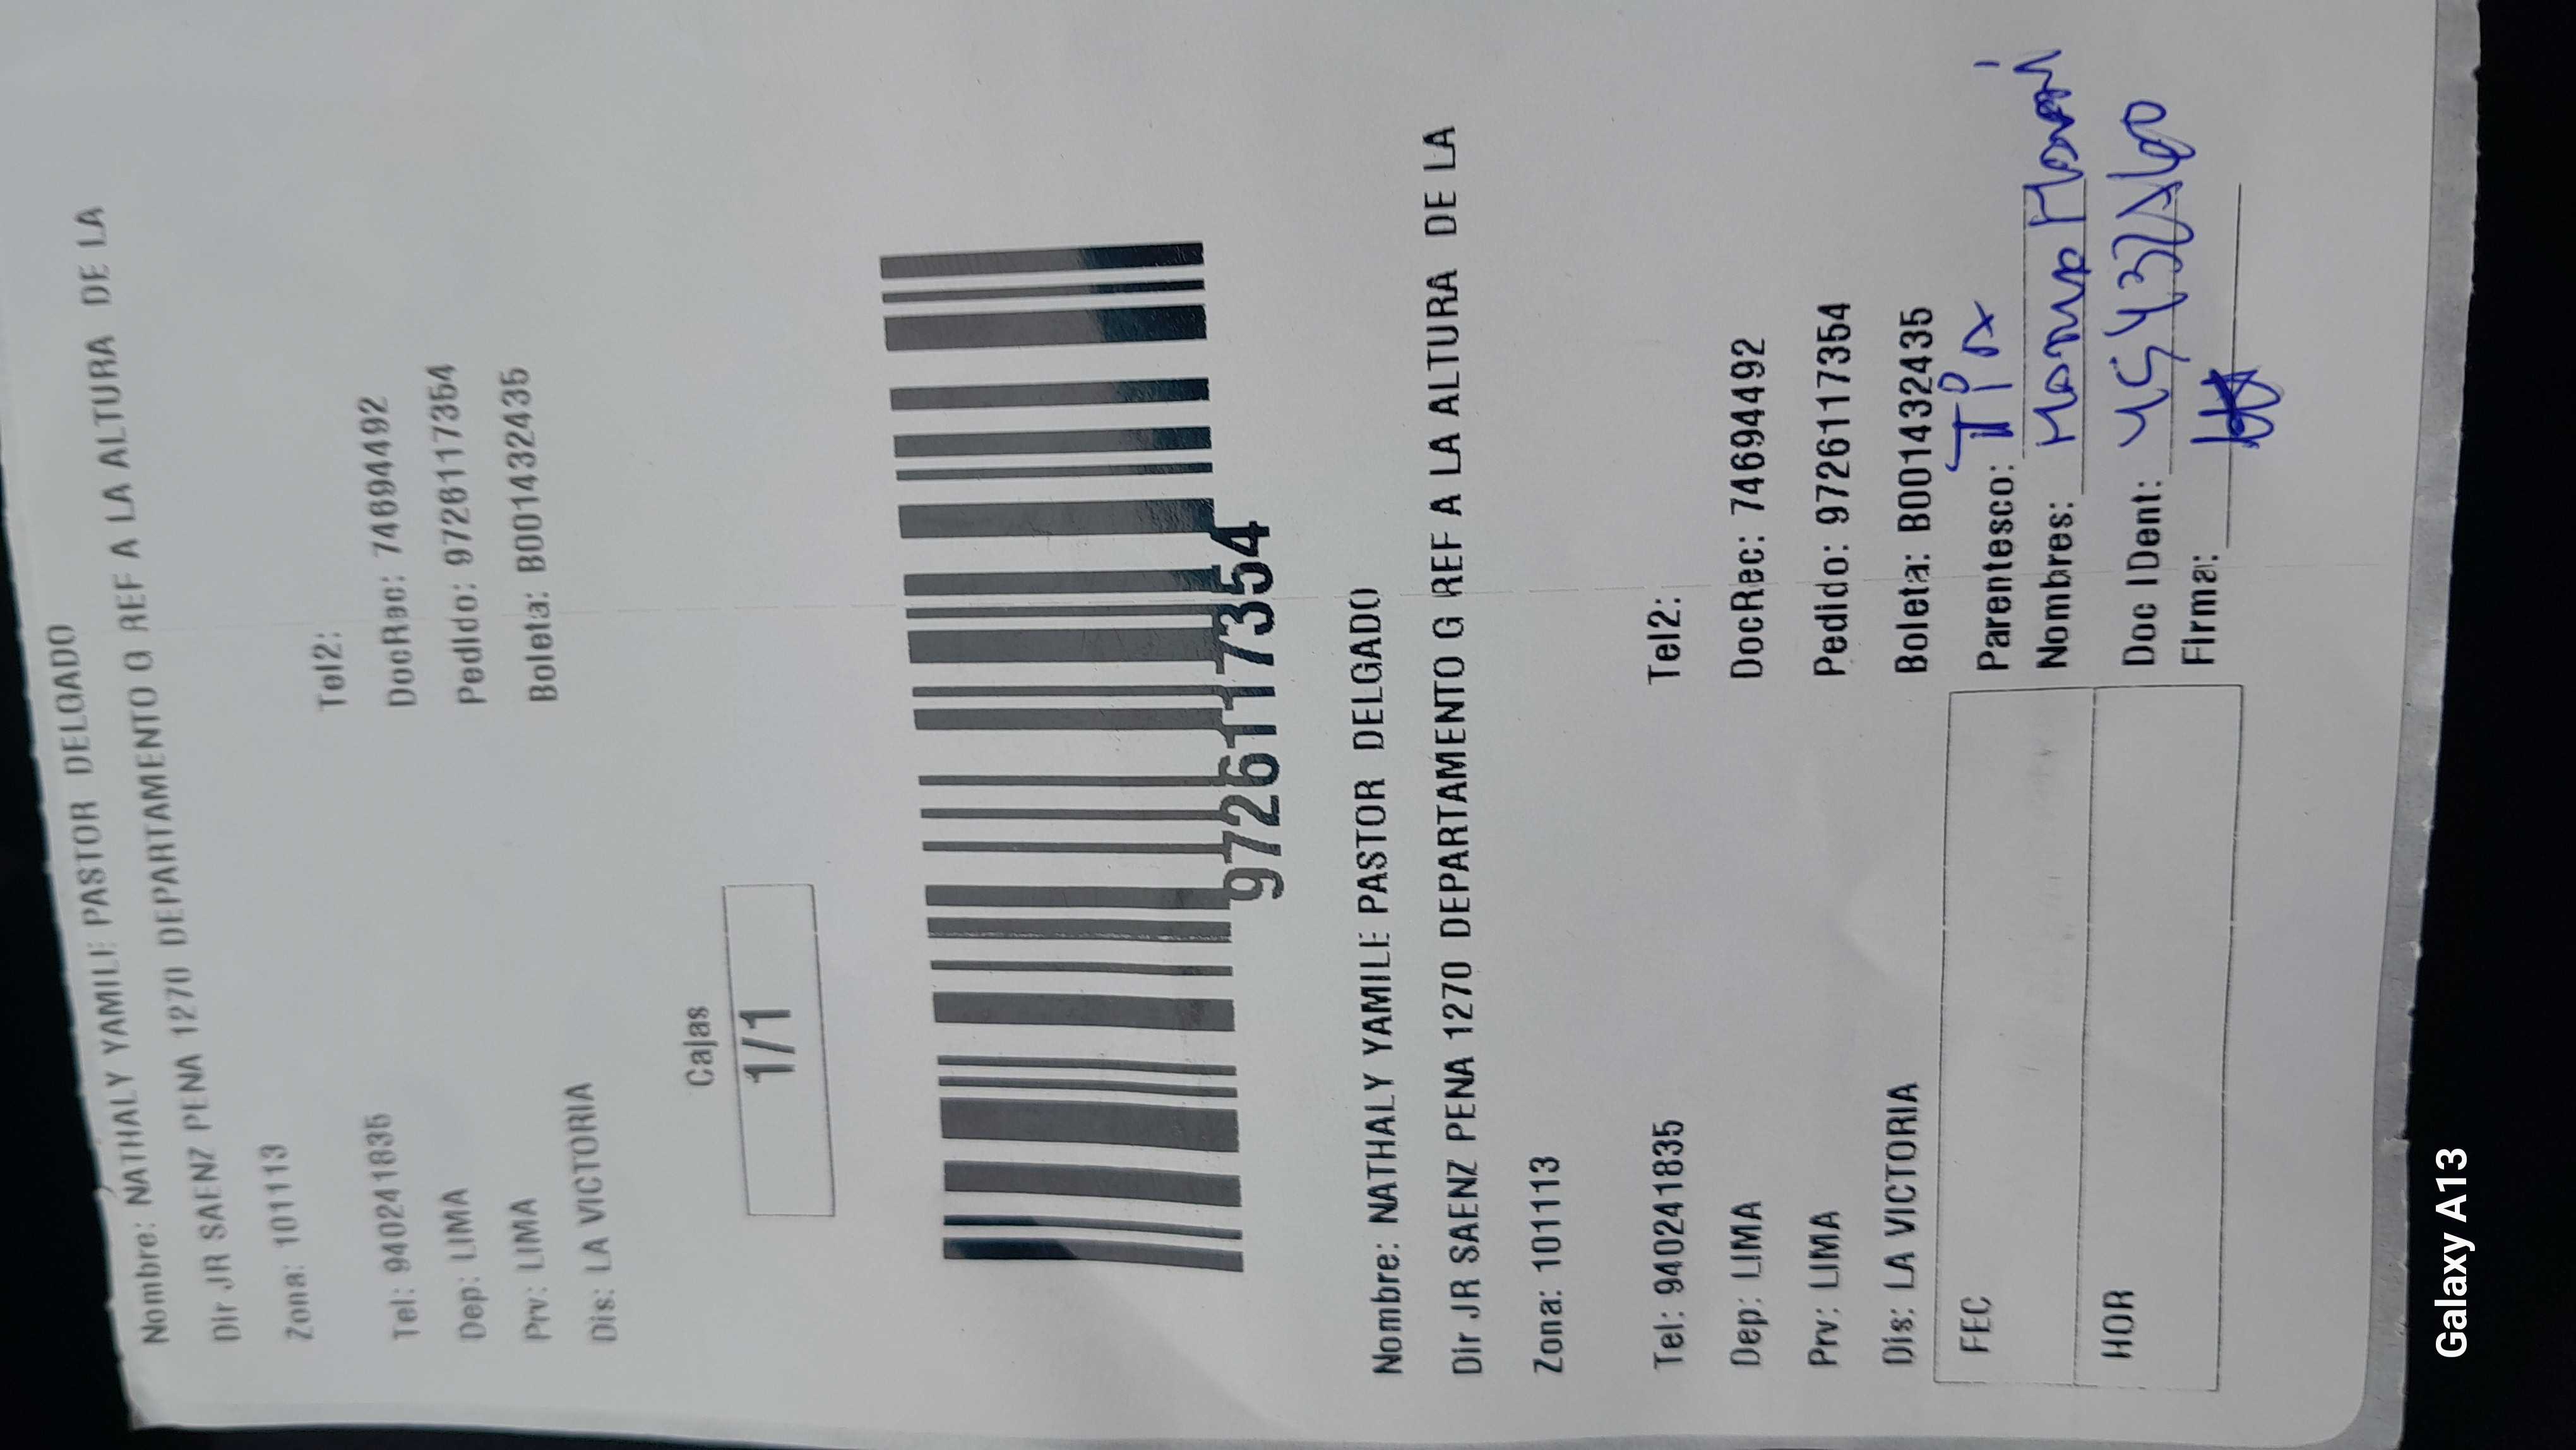 Nombre: NATHALY YAMILE PASTOR DELGADO
Dir JR SAENZ PENA 1270 DEPARTAMENTO G REF A LA ALTURA DE LA
Zona: 101113
Tel: 940241835 Tel2:
Dep: LIMA DocRec: 74694492
Prv: LIMA Pedido: 9726117354
Dis: LA VICTORIA Boleta: B001432435
Cajas
1/1
9726117354
Nombre: NATHALY YAMILE PASTOR DELGADO
Dir JR SAENZ PENA 1270 DEPARTAMENTO G REF A LA ALTURA DE LA
Zona: 101113
Tel: 940241835 Tel2:
Dep: LIMA DocRec: 74694492
Prv: LIMA Pedido: 9726117354
Dis: LA VICTORIA Boleta: B001432435
FEC Parentesco: Tia
Nombres:
HOR Doc IDent:
Firma:
Galaxy A13